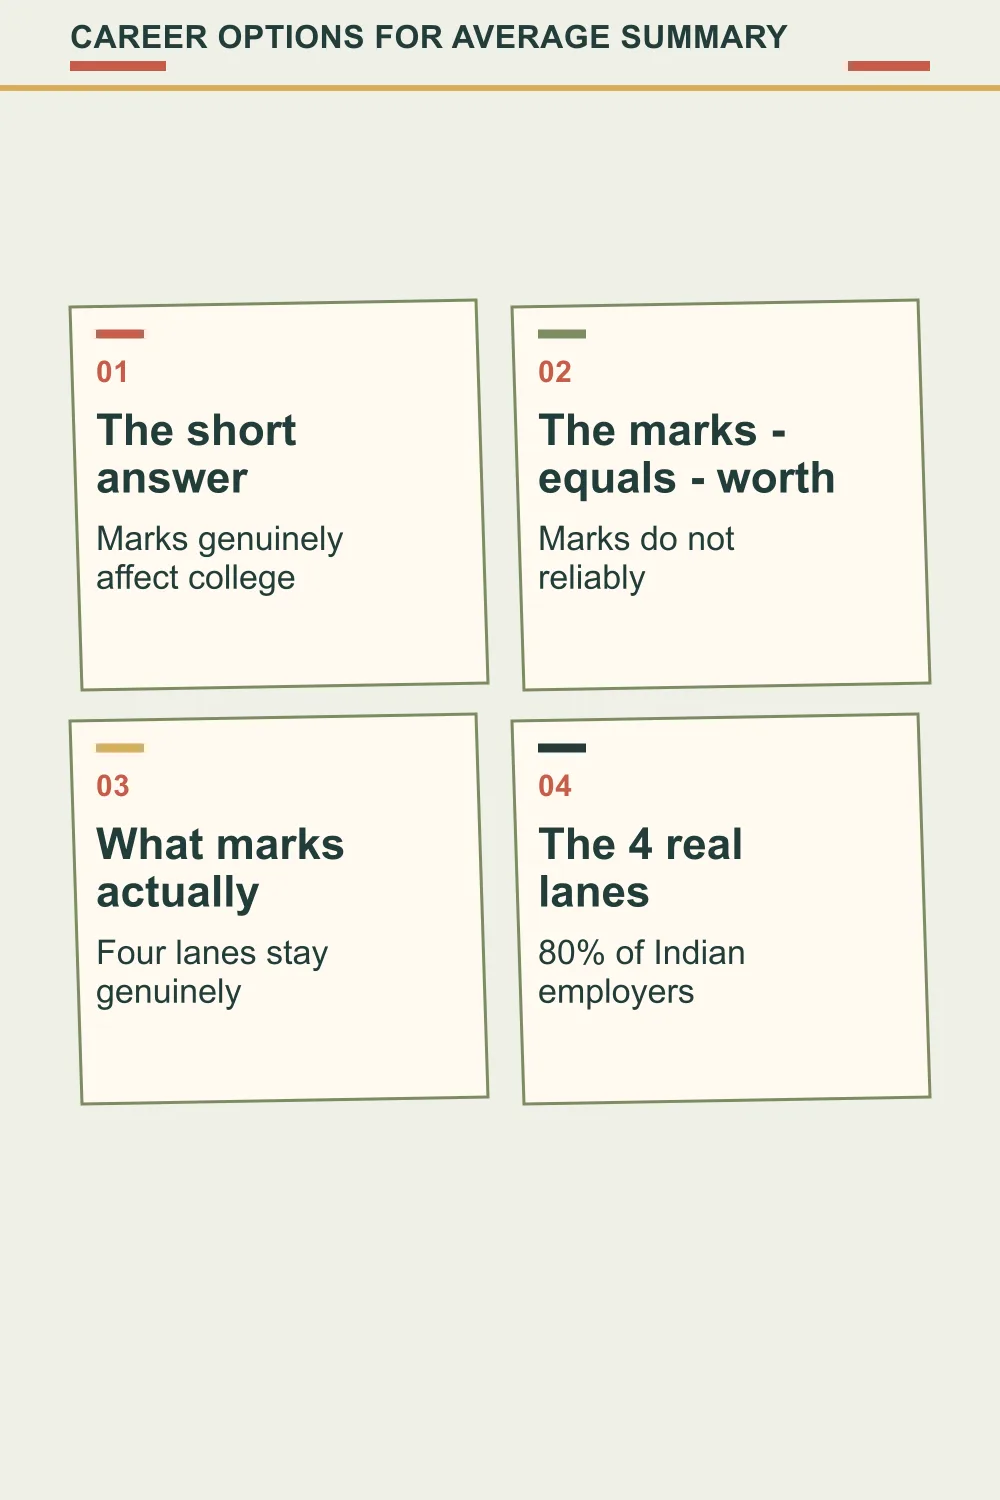 CAREER OPTIONS FOR AVERAGE SUMMARY
01
The short
answer
Marks genuinely
affect college
02
The marks -
equals - worth
Marks do not
reliably
03
What marks
actually
Four lanes stay
genuinely
04
The 4 real
lanes
80% of Indian
employers